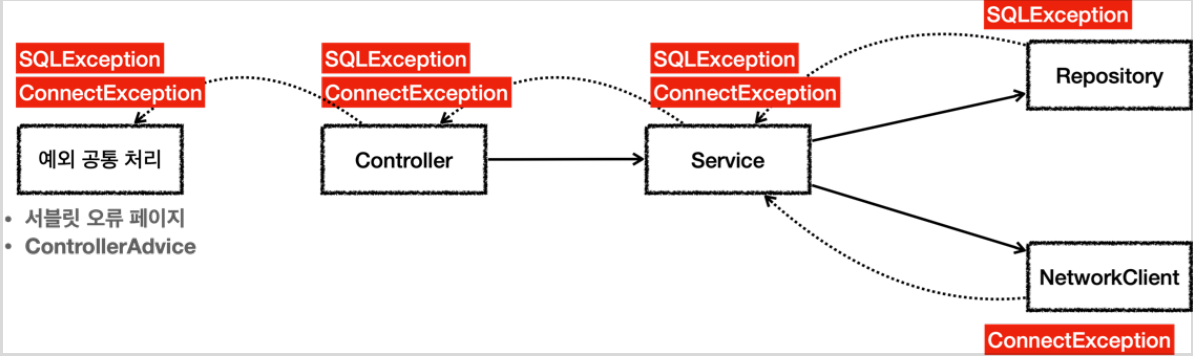 SQLException
Repository
SQLException
ConnectException
예외 공통 처리
서블릿 오류 페이지
ControllerAdvice
SQLException
ConnectException
Controller
SQLException
ConnectException
Service
NetworkClient
ConnectException